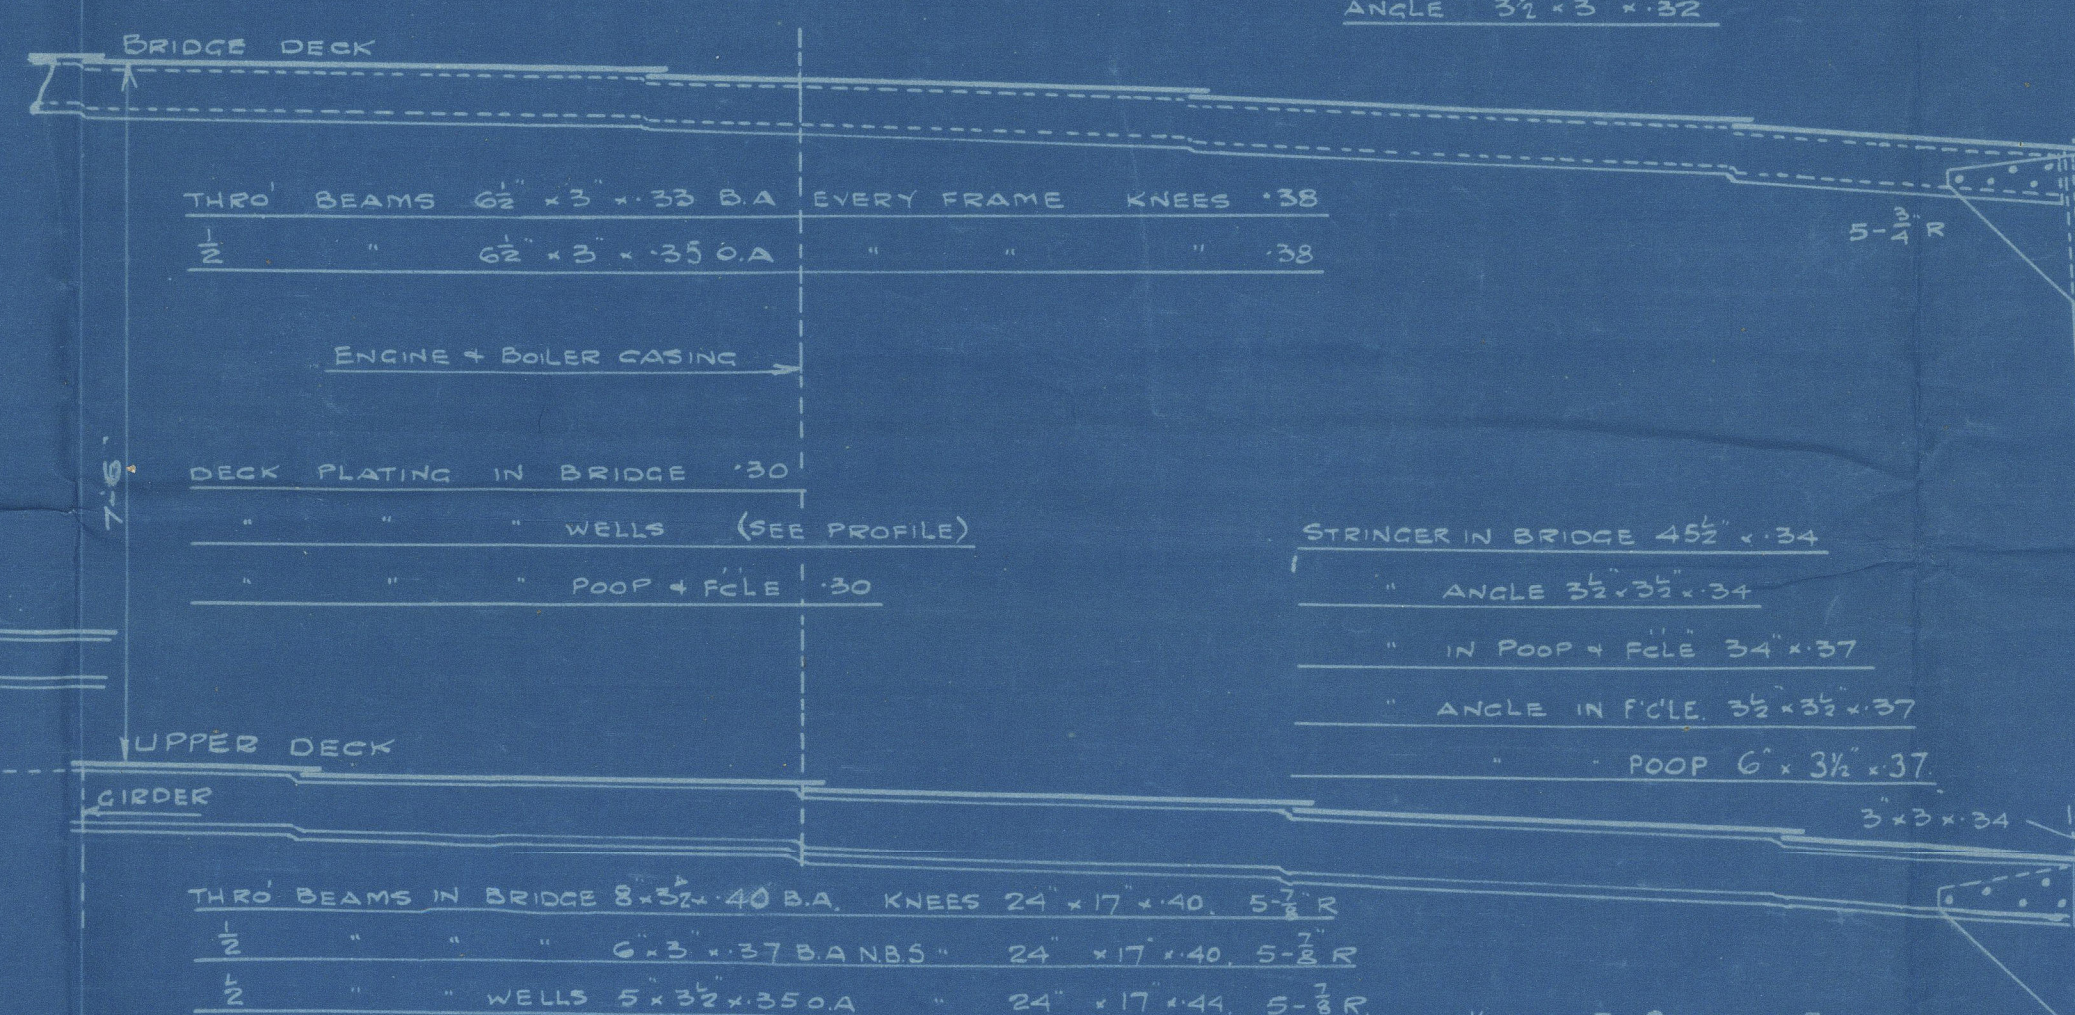 ANGLE 3½ × 3 × .32
BRIDGE DECK
THRO' BEAMS 6½" × 3" × .33 B.A EVERY FRAME KNEES .38
½ " 6½" × 3" × .35 O.A " " " .38
5-¾" R
ENGINE & BOILER CASING
7'-6"
DECK PLATING IN BRIDGE .30
" " " WELLS (SEE PROFILE)
" " " POOP & F'C'LE .30
STRINGER IN BRIDGE 45½" × .34
" ANGLE 3½" × 3½" × .34
" IN POOP & F'C'LE 34" × .37
" ANGLE IN F'C'LE. 3½" × 3½" × .37
" " POOP 6" × 3½" × .37
UPPER DECK
GIRDER
3" × 3" × .34
THRO' BEAMS IN BRIDGE 8" × 3½" × .40 B.A. KNEES 24" × 17" × .40. 5-⅞" R
½ " " " 6" × 3" × .37 B.A N.B.S " 24" × 17" × .40. 5-⅞" R
½ " " WELLS 5" × 3½" × .35 O.A " 24" × 17" × .44. 5-⅞" R